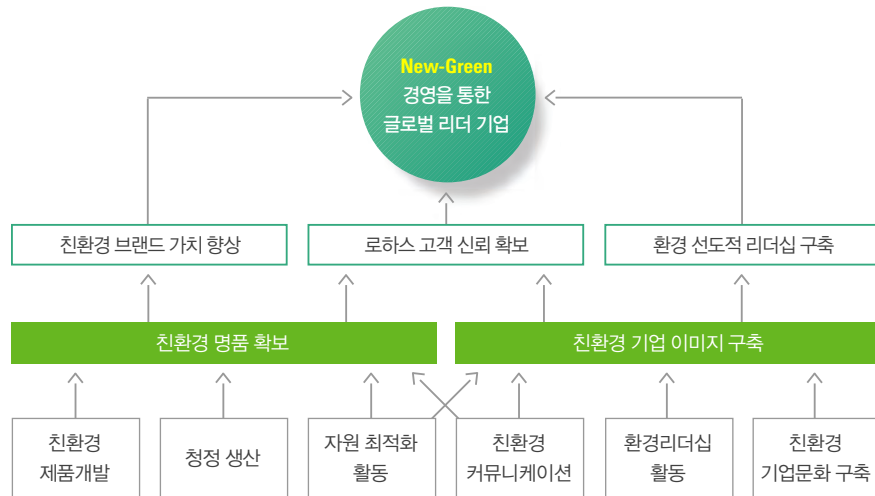 New-Green
경영을 통한
글로벌 리더 기업
친환경 브랜드 가치 향상
로하스 고객 신뢰 확보
환경 선도적 리더십 구축
친환경 명품 확보
친환경 기업 이미지 구축
친환경
제품개발
청정 생산
자원 최적화
활동
친환경
커뮤니케이션
환경리더십
활동
친환경
기업문화 구축